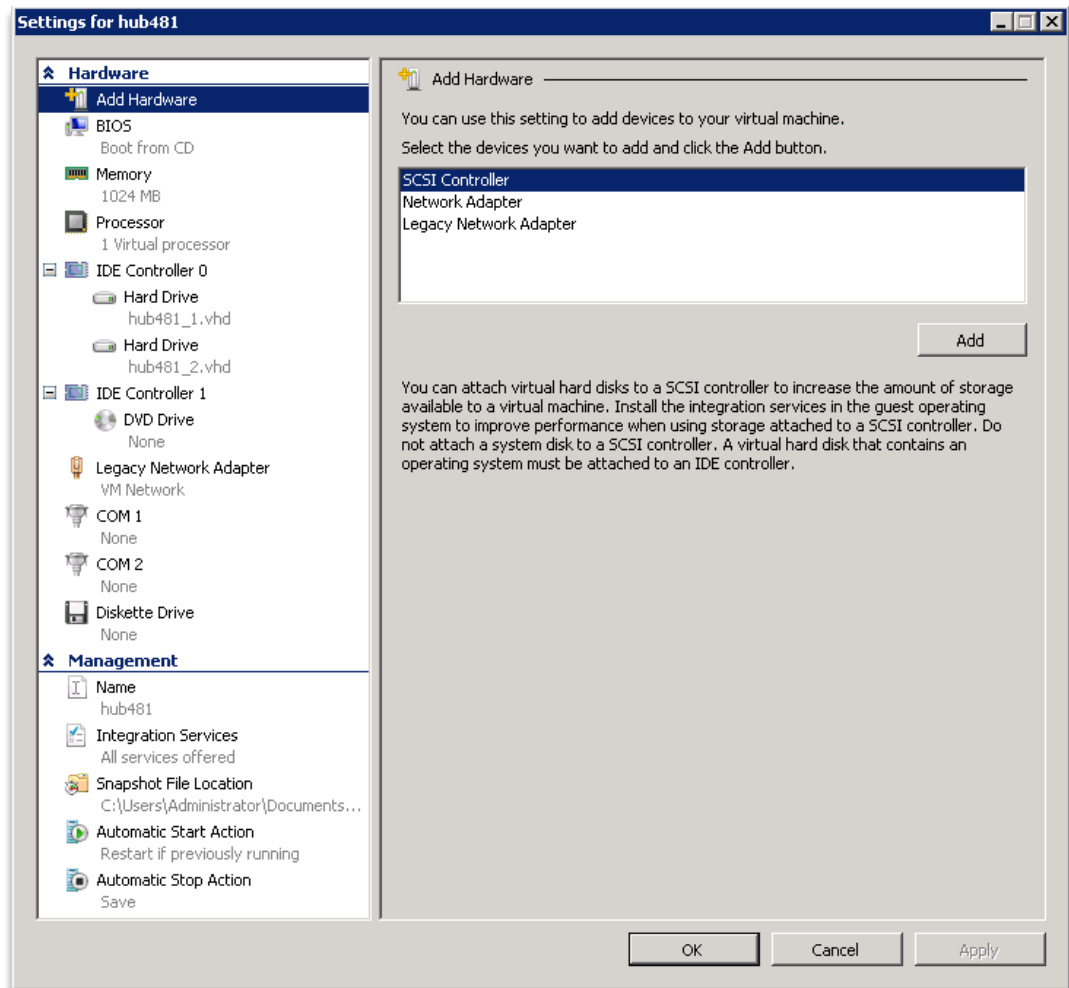 Settings for hub481
Hardware
Add Hardware
BIOS
Boot from CD
Memory
1024 MB
Processor
1 Virtual processor
IDE Controller 0
Hard Drive
hub481_1.vhd
Hard Drive
hub481_2.vhd
IDE Controller 1
DVD Drive
None
Legacy Network Adapter
VM Network
COM 1
None
COM 2
None
Diskette Drive
None
Management
Name
hub481
Integration Services
All services offered
Snapshot File Location
C:\Users\Administrator\Documents...
Automatic Start Action
Restart if previously running
Automatic Stop Action
Save
Add Hardware
You can use this setting to add devices to your virtual machine.
Select the devices you want to add and click the Add button.
SCSI Controller
Network Adapter
Legacy Network Adapter
Add
You can attach virtual hard disks to a SCSI controller to increase the amount of storage
available to a virtual machine. Install the integration services in the guest operating
system to improve performance when using storage attached to a SCSI controller. Do
not attach a system disk to a SCSI controller. A virtual hard disk that contains an
operating system must be attached to an IDE controller.
OK
Cancel
Apply